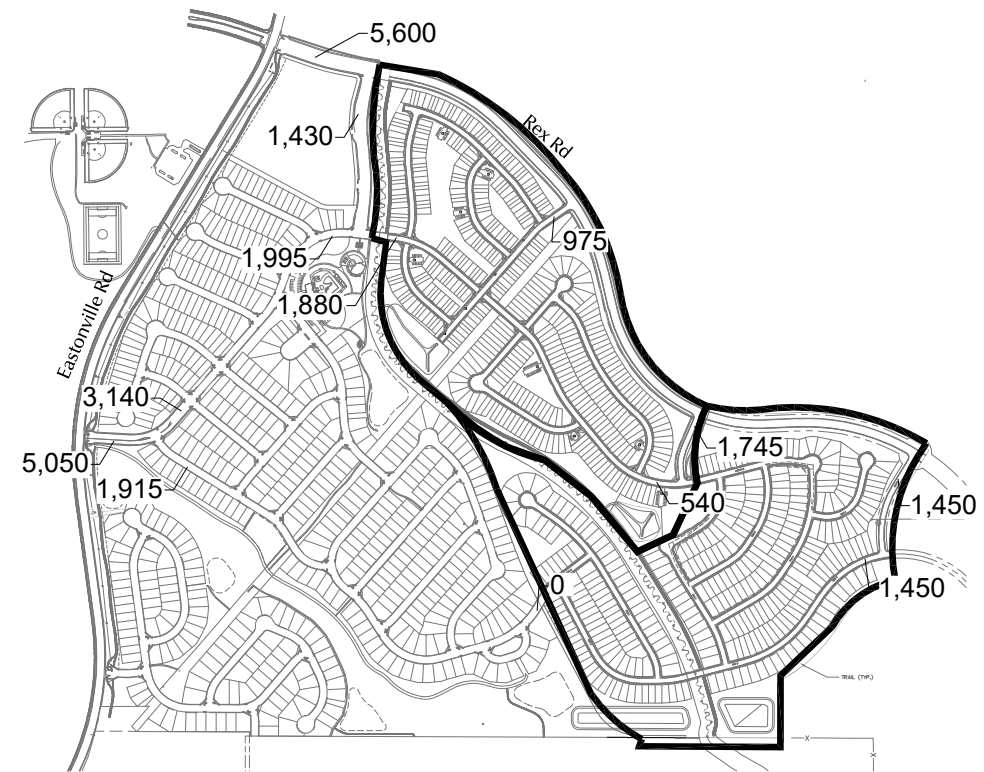 5,600
1,430
Rex Rd
975
1,995
1,880
Eastonville Rd
3,140
5,050
1,915
1,745
540
1,450
0
1,450
TRAIL (TYP.)
X
X
X